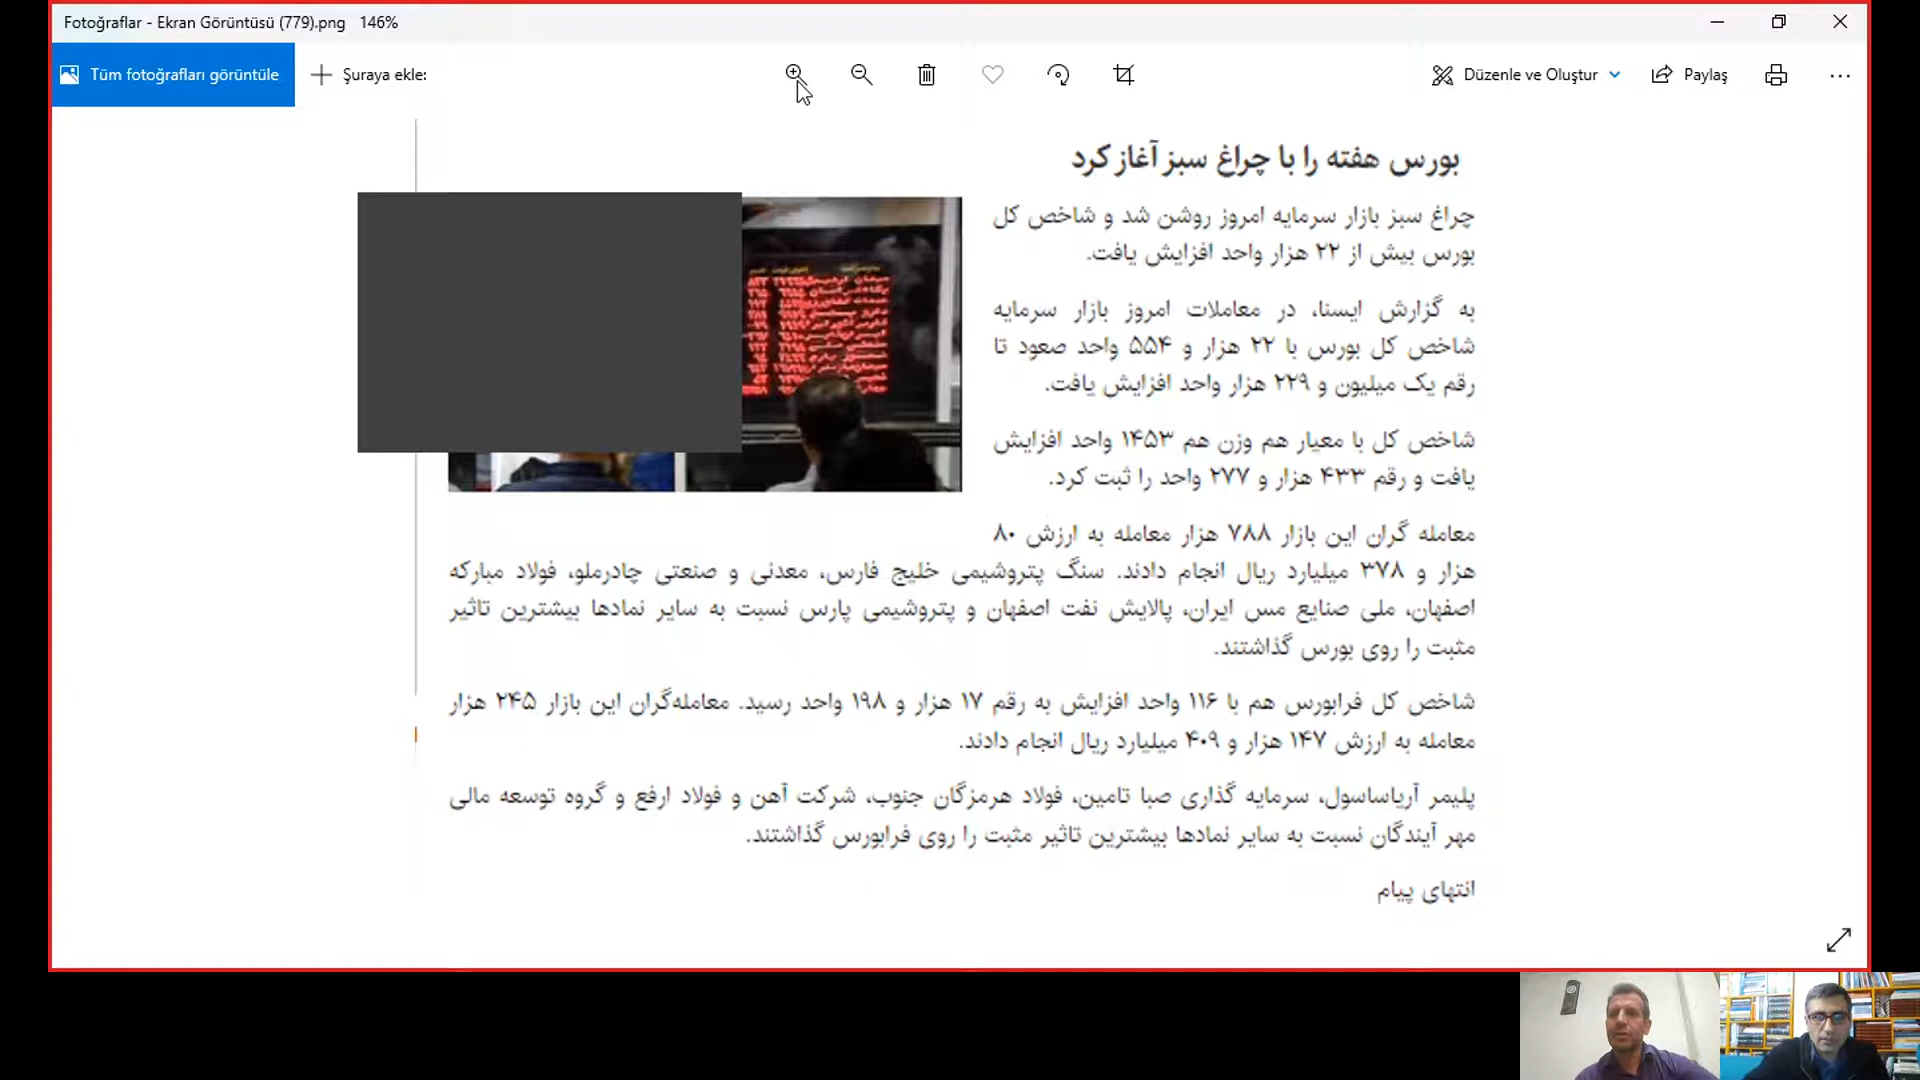 Fotoğraflar - Ekran Görüntüsü (779).png 146%
Tüm fotoğrafları görüntüle
Şuraya ekle:
Düzenle ve Oluştur
Paylaş
بورس هفته را با چراغ سبز آغاز کرد
چراغ سبز بازار سرمایه امروز روشن شد و شاخص کل
بورس بیش از ۲۲ هزار واحد افزایش یافت.
به گزارش ایسنا، در معاملات امروز بازار سرمایه
شاخص کل بورس با ۲۲ هزار و ۵۵۴ واحد صعود تا
رقم یک میلیون و ۲۲۹ هزار واحد افزایش یافت.
شاخص کل با معیار هم وزن هم ۱۴۵۳ واحد افزایش
یافت و رقم ۴۳۳ هزار و ۲۷۷ واحد را ثبت کرد.
معامله گران این بازار ۷۸۸ هزار معامله به ارزش ۸۰
هزار و ۳۷۸ میلیارد ریال انجام دادند. سنگ پتروشیمی خلیج فارس، معدنی و صنعتی چادرملو، فولاد مبارکه
اصفهان، ملی صنایع مس ایران، پالایش نفت اصفهان و پتروشیمی پارس نسبت به سایر نمادها بیشترین تاثیر
مثبت را روی بورس گذاشتند.
شاخص کل فرابورس هم با ۱۱۶ واحد افزایش به رقم ۱۷ هزار و ۱۹۸ واحد رسید. معامله‌گران این بازار ۲۴۵ هزار
معامله به ارزش ۱۴۷ هزار و ۴۰۹ میلیارد ریال انجام دادند.
پلیمر آریاساسول، سرمایه گذاری صبا تامین، فولاد هرمزگان جنوب، شرکت آهن و فولاد ارفع و گروه توسعه مالی
مهر آیندگان نسبت به سایر نمادها بیشترین تاثیر مثبت را روی فرابورس گذاشتند.
انتهای پیام